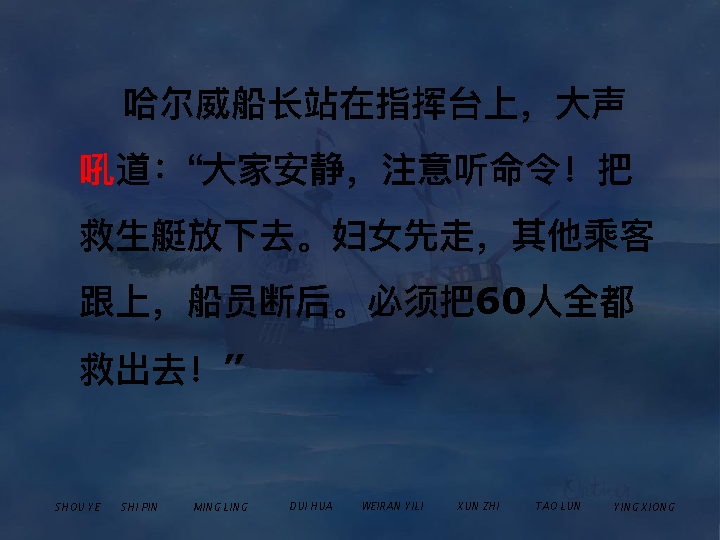 哈尔威船长站在指挥台上，大声
吼道：“大家安静，注意听命令！把
救生艇放下去。妇女先走，其他乘客
跟上，船员断后。必须把60人全都
救出去！”
SHOU YE SHI PIN MING LING DUI HUA WEIRAN YILI XUN ZHI TAO LUN YING XIONG